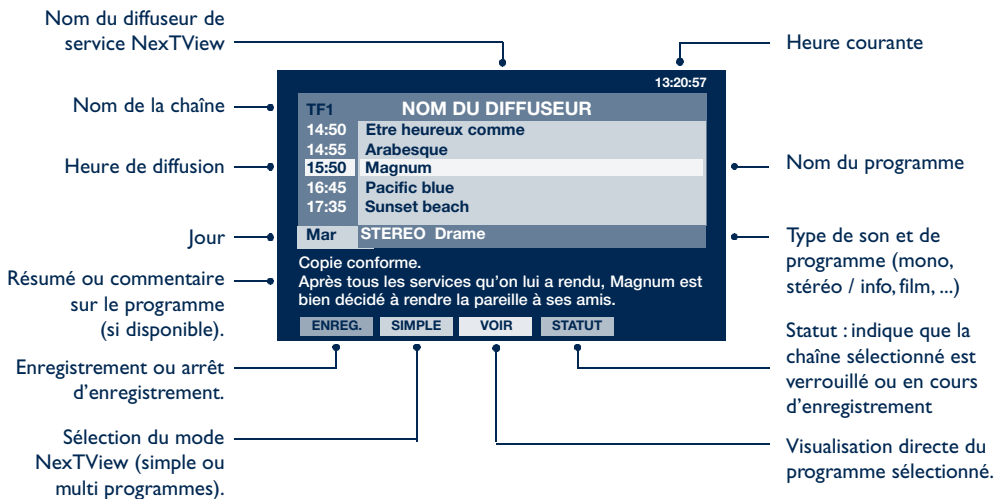 Nom du diffuseur de
service NexTView
Heure courante
13:20:57
Nom de la chaîne
TF1 NOM DU DIFFUSEUR
14:50 Etre heureux comme
14:55 Arabesque
Heure de diffusion
15:50 Magnum
Nom du programme
16:45 Pacific blue
17:35 Sunset beach
Jour
Mar STEREO Drame
Type de son et de
programme (mono,
stéréo / info, film, ...)
Résumé ou commentaire
sur le programme
(si disponible).
Copie conforme.
Après tous les services qu'on lui a rendu, Magnum est
bien décidé à rendre la pareille à ses amis.
ENREG. SIMPLE VOIR STATUT
Statut : indique que la
chaîne sélectionné est
verrouillé ou en cours
d'enregistrement
Enregistrement ou arrêt
d'enregistrement.
Sélection du mode
NexTView (simple ou
multi programmes).
Visualisation directe du
programme sélectionné.